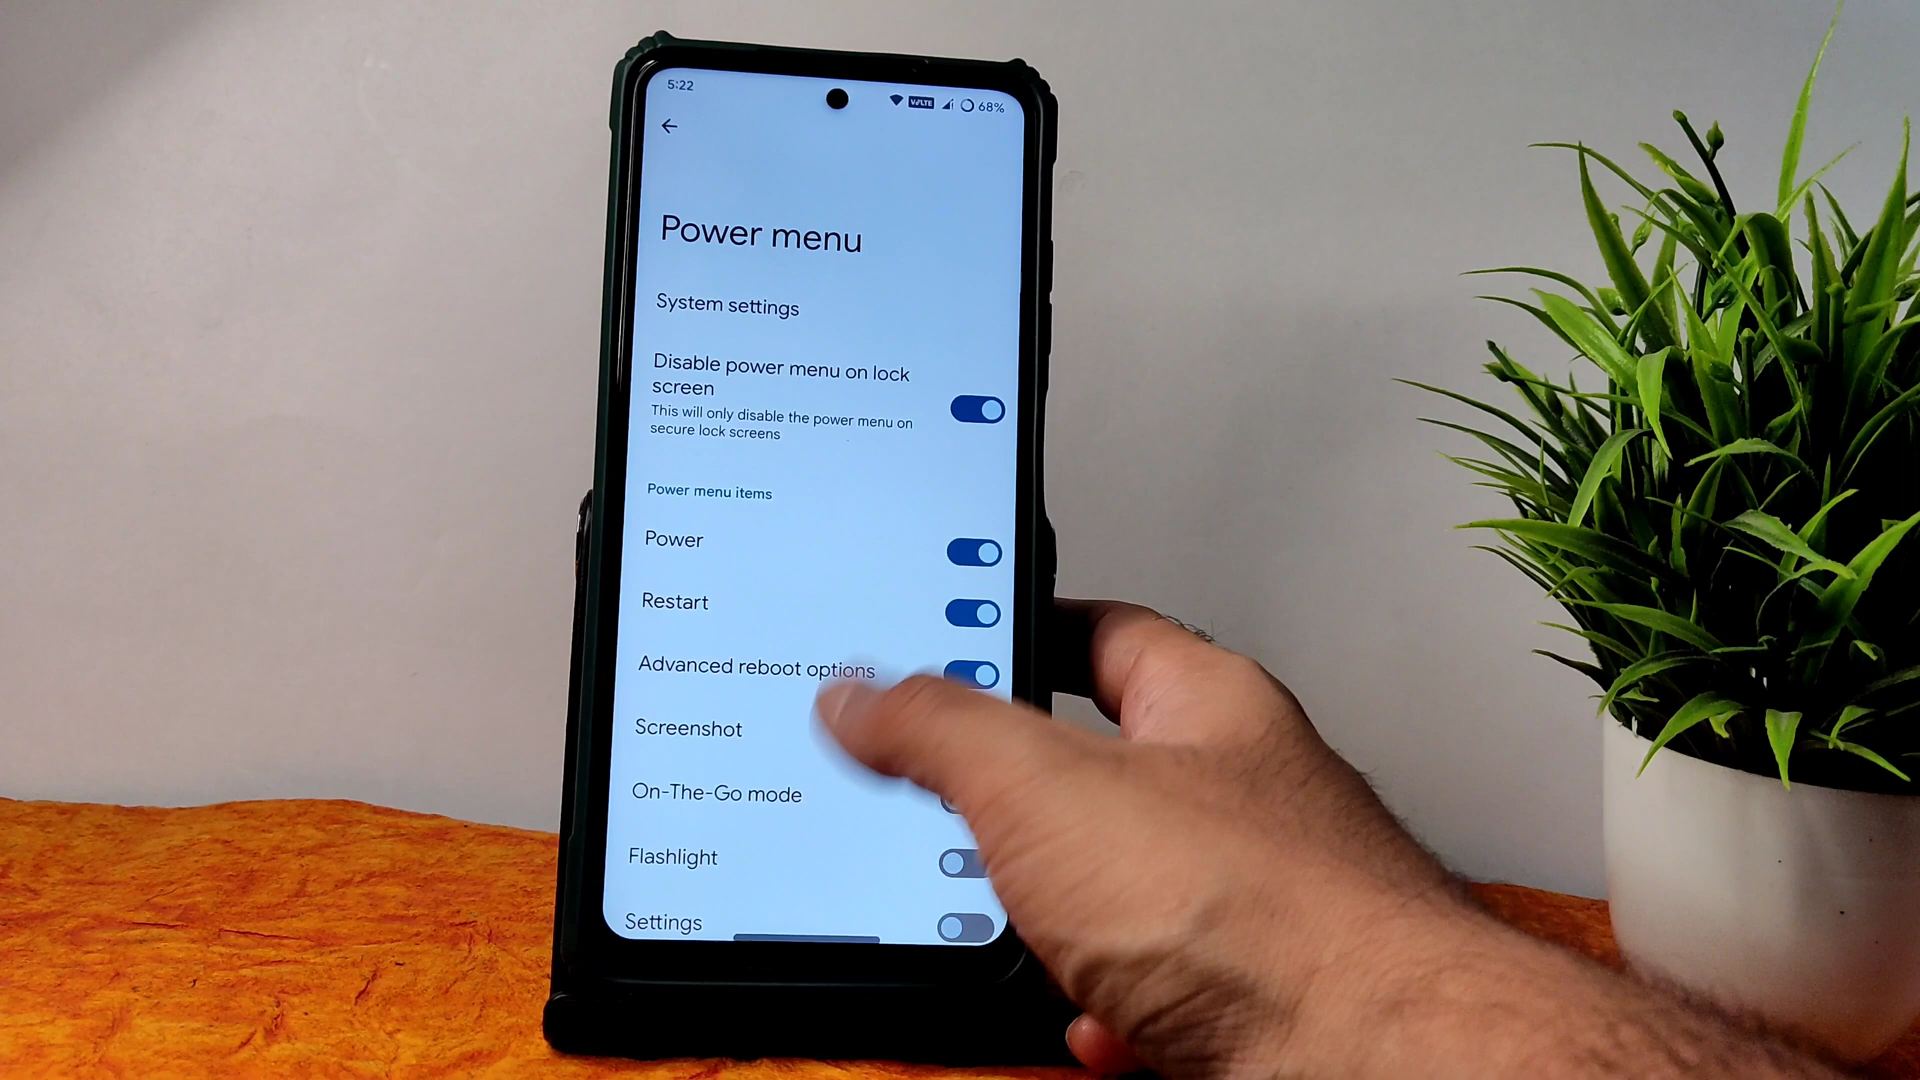 5:22
VoLTE 68%
Power menu
System settings
Disable power menu on lock
screen
This will only disable the power menu on
secure lock screens
Power menu items
Power
Restart
Advanced reboot options
Screenshot
On-The-Go mode
Flashlight
Settings